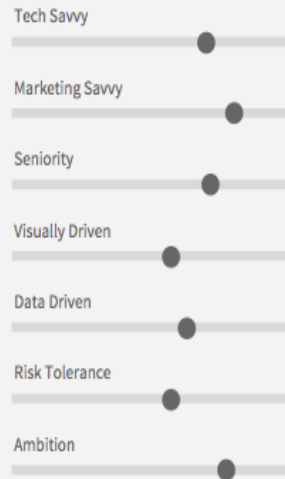 Tech Savvy
Marketing Savvy
Seniority
Visually Driven
Data Driven
Risk Tolerance
Ambition